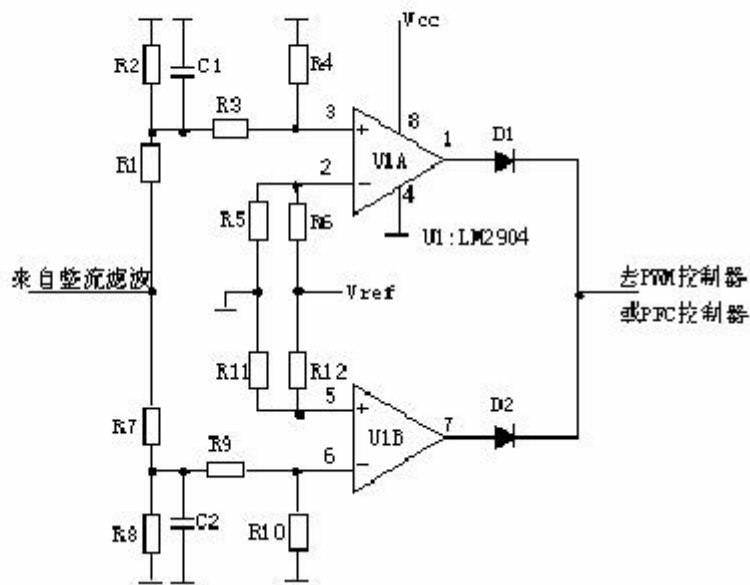 Vcc
R2
C1
R4
R3
3
8
1
D1
R1
U1A
2
4
R5
R6
U1:LM2904
来自整流滤波
Vref
去PWM控制器
或PFC控制器
R11
R12
5
D2
R7
U1B
7
R9
6
R8
C2
R10